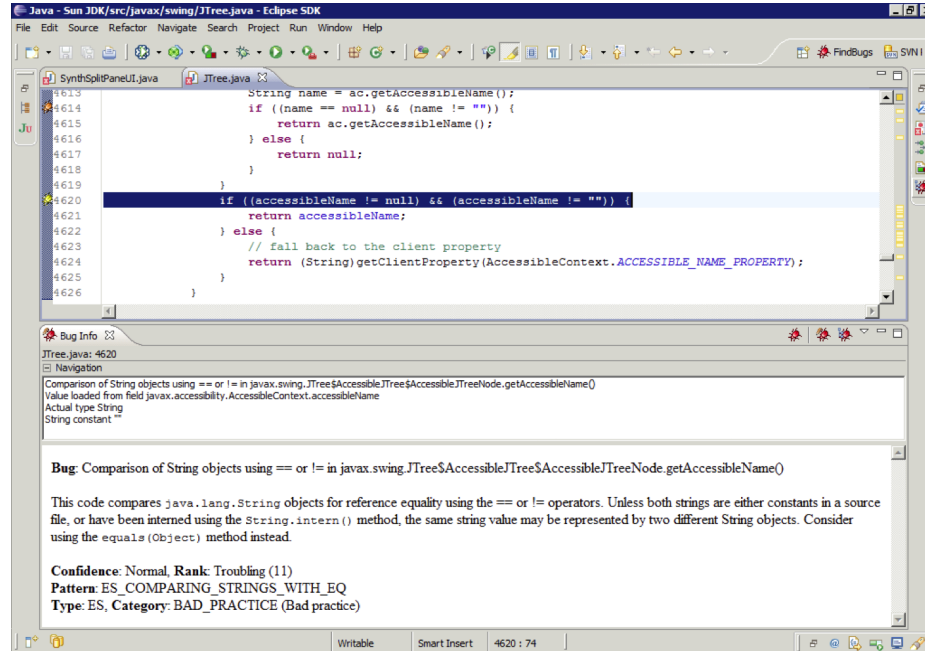 Java - Sun JDK/src/javax/swing/JTree.java - Eclipse SDK
File Edit Source Refactor Navigate Search Project Run Window Help
FindBugs SVN
SynthSplitPaneUI.java JTree.java
4613 String name = ac.getAccessibleName();
4614 if ((name == null) && (name != "")) {
4615 return ac.getAccessibleName();
4616 } else {
4617 return null;
4618 }
4619 }
4620 if ((accessibleName != null) && (accessibleName != "")) {
4621 return accessibleName;
4622 } else {
4623 // fall back to the client property
4624 return (String)getClientProperty(AccessibleContext.ACCESSIBLE_NAME_PROPERTY);
4625 }
4626 }
Ju
Bug Info
JTree.java: 4620
Navigation
Comparison of String objects using == or != in javax.swing.JTree$AccessibleJTree$AccessibleJTreeNode.getAccessibleName()
Value loaded from field javax.accessibility.AccessibleContext.accessibleName
Actual type String
String constant ""
Bug: Comparison of String objects using == or != in javax.swing.JTree$AccessibleJTree$AccessibleJTreeNode.getAccessibleName()
This code compares java.lang.String objects for reference equality using the == or != operators. Unless both strings are either constants in a source
file, or have been interned using the String.intern() method, the same string value may be represented by two different String objects. Consider
using the equals(Object) method instead.
Confidence: Normal, Rank: Troubling (11)
Pattern: ES_COMPARING_STRINGS_WITH_EQ
Type: ES, Category: BAD_PRACTICE (Bad practice)
Writable Smart Insert 4620 : 74